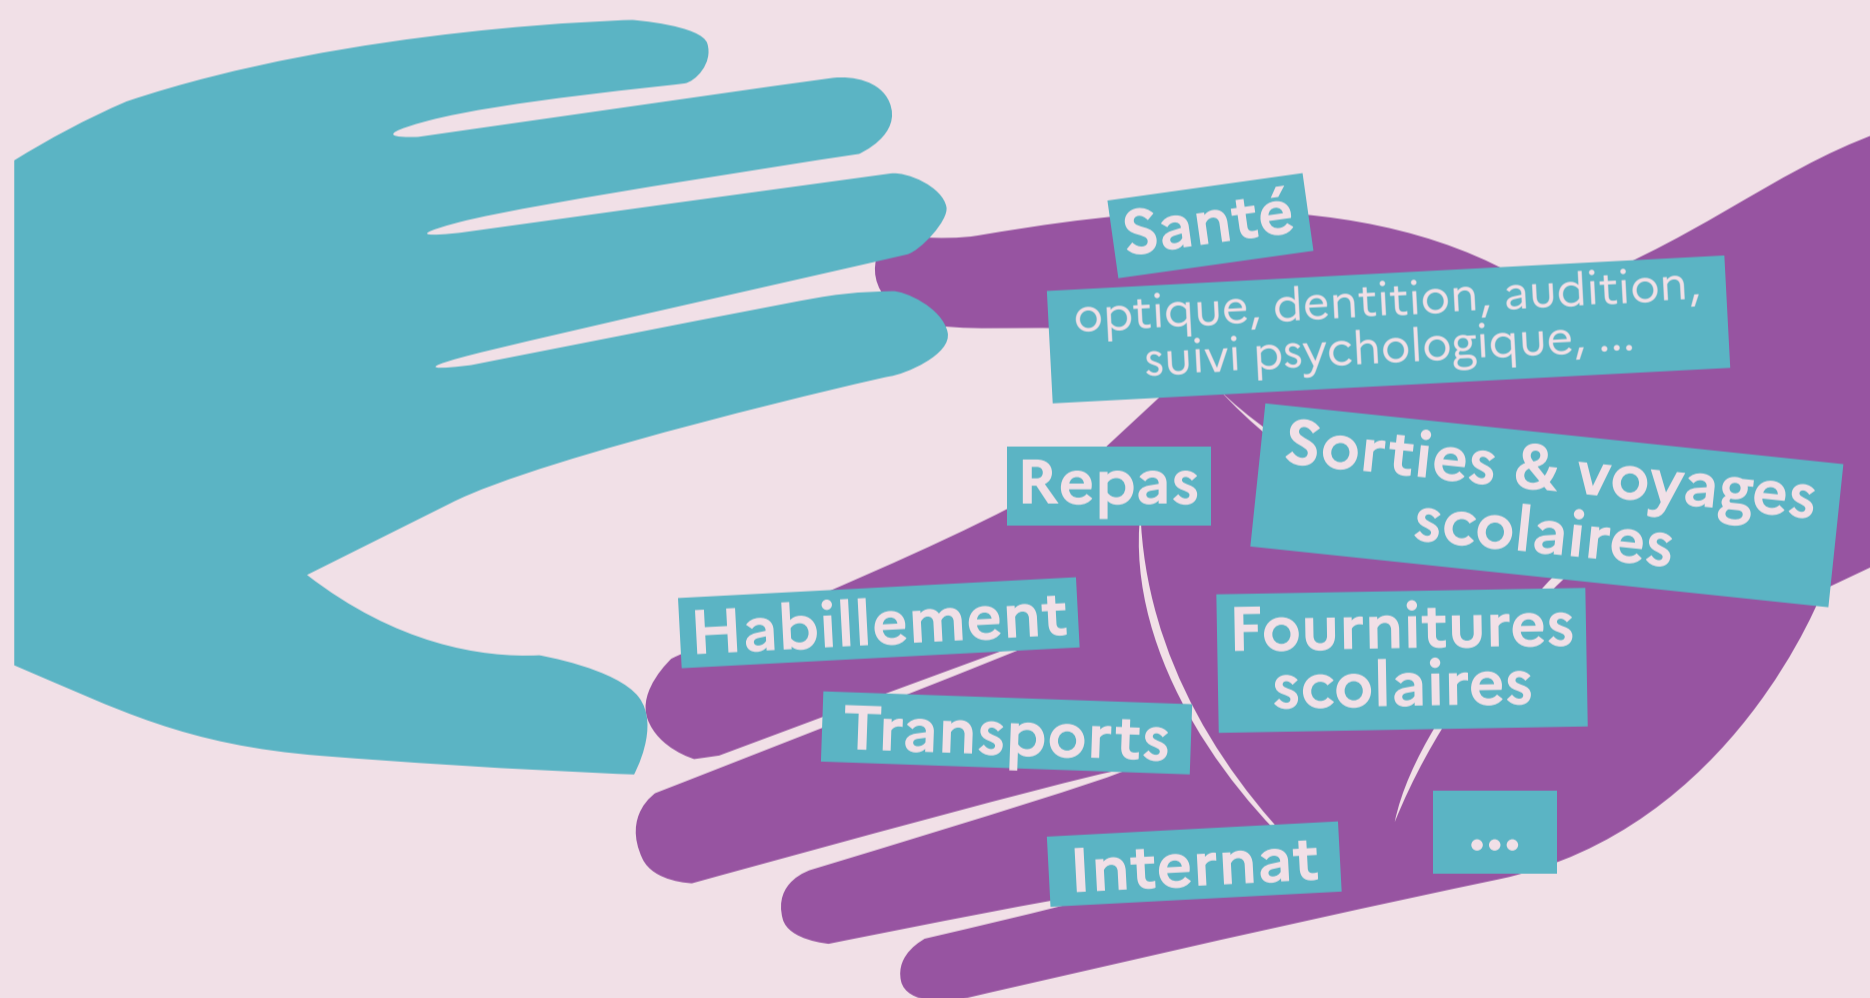 Santé
optique, dentition, audition,
suivi psychologique, ...
Sorties & voyages
scolaires
Repas
Habillement
Fournitures
scolaires
Transports
Internat
...